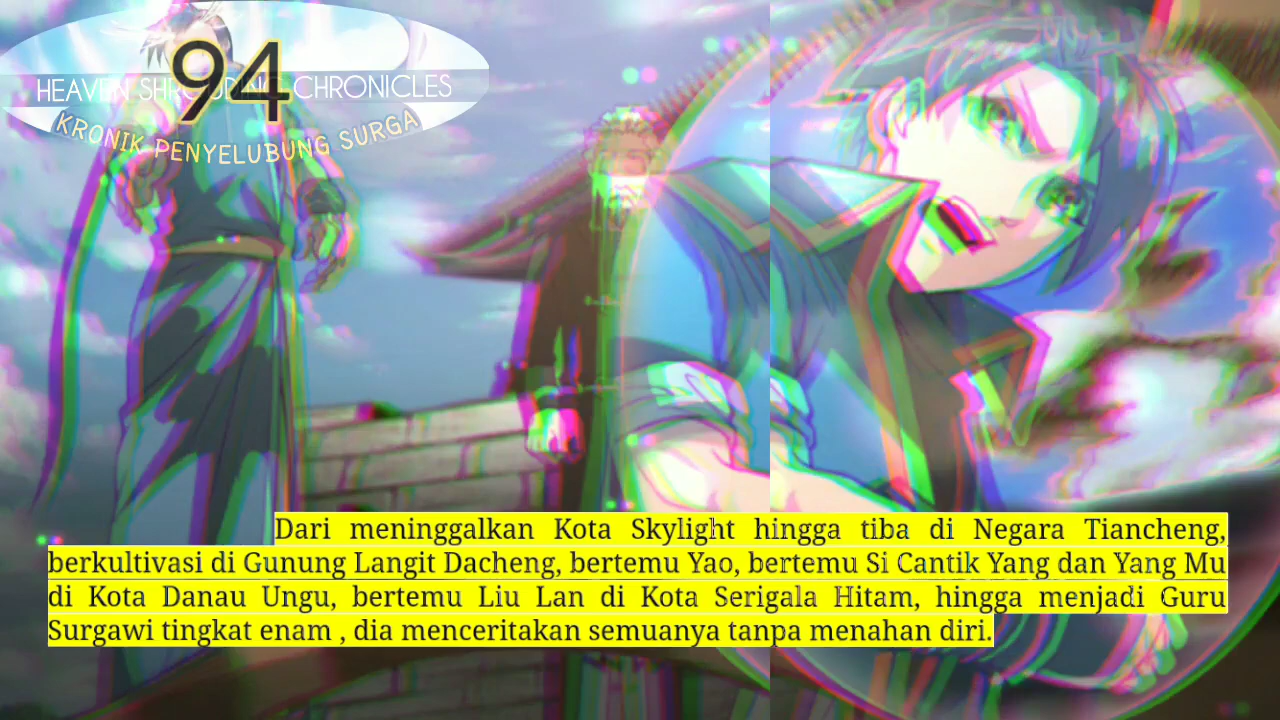 94
HEAVEN SHROUDING CHRONICLES
KRONIK PENYELUBUNG SURGA
Dari meninggalkan Kota Skylight hingga tiba di Negara Tiancheng,
berkultivasi di Gunung Langit Dacheng, bertemu Yao, bertemu Si Cantik Yang dan Yang Mu
di Kota Danau Ungu, bertemu Liu Lan di Kota Serigala Hitam, hingga menjadi Guru
Surgawi tingkat enam , dia menceritakan semuanya tanpa menahan diri.